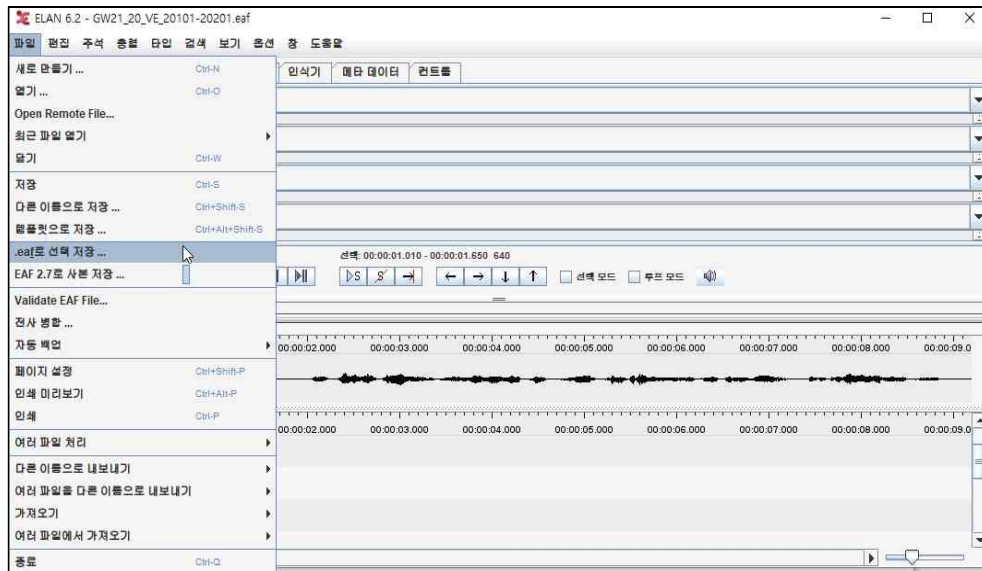 ELAN 6.2 - GW21_20_VE_20101-20201.eaf
파일 편집 주석 층렬 타입 검색 보기 옵션 창 도움말
새로 만들기 ... Ctrl-N 인식기 메타 데이터 컨트롤
열기 ... Ctrl-O
Open Remote File...
최근 파일 열기
닫기 Ctrl-W
저장 Ctrl-S
다른 이름으로 저장 ... Ctrl+Shift-S
템플릿으로 저장 ... Ctrl+Alt+Shift-S
.eaf로 선택 저장 ... 선택: 00:00:01.010 - 00:00:01.650 640
EAF 2.7로 사본 저장 ... S S 선택 모드 루프 모드
Validate EAF File...
전사 병합 ...
자동 백업 00:00:02.000 00:00:03.000 00:00:04.000 00:00:05.000 00:00:06.000 00:00:07.000 00:00:08.000 00:00:09.0
페이지 설정 Ctrl+Shift-P
인쇄 미리보기 Ctrl+Alt-P
인쇄 Ctrl-P
00:00:02.000 00:00:03.000 00:00:04.000 00:00:05.000 00:00:06.000 00:00:07.000 00:00:08.000 00:00:09.0
여러 파일 처리
다른 이름으로 내보내기
여러 파일을 다른 이름으로 내보내기
가져오기
여러 파일에서 가져오기
종료 Ctrl-Q